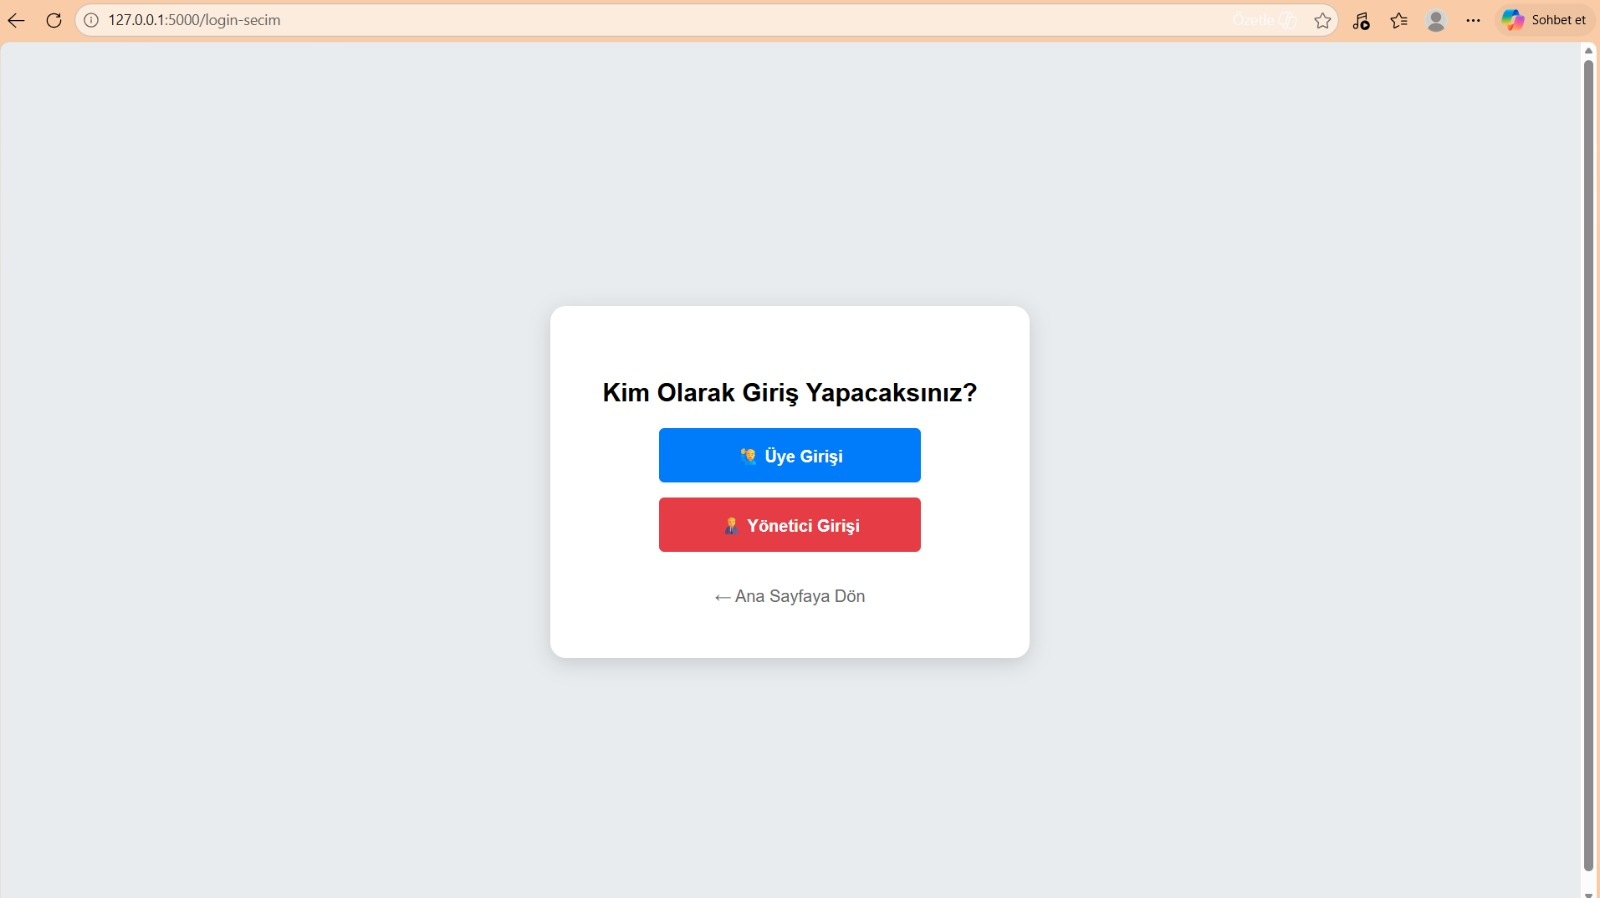 127.0.0.1:5000/login-secim
Özetle
Sohbet et
Kim Olarak Giriş Yapacaksınız?
Üye Girişi
Yönetici Girişi
← Ana Sayfaya Dön